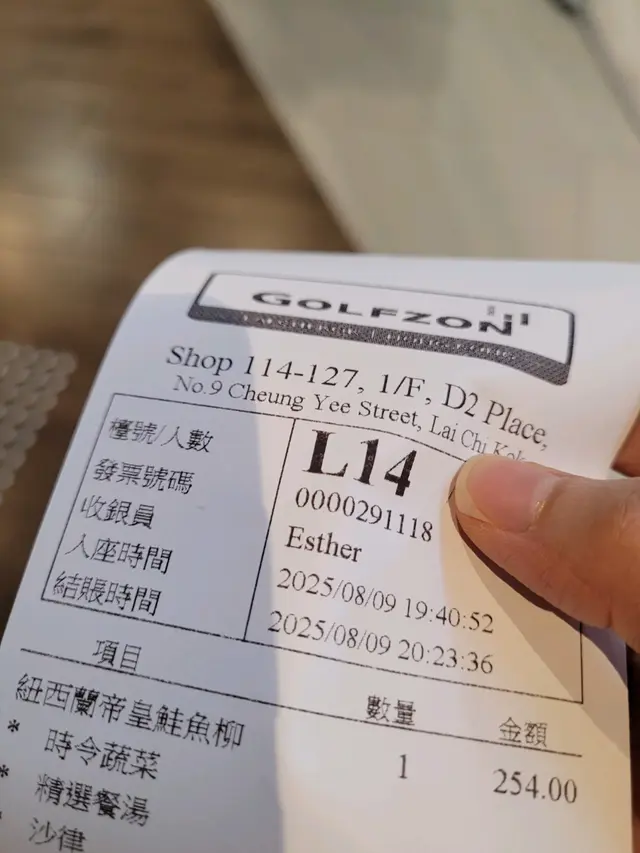 GOLFZON
Shop 114-127, 1/F, D2 Place,
No.9 Cheung Yee Street, Lai Chi Kok
檯號/人數 L14
發票號碼 0000291118
收銀員 Esther
入座時間 2025/08/09 19:40:52
結賬時間 2025/08/09 20:23:36
項目 數量 金額
紐西蘭帝皇鮭魚柳 1 254.00
* 時令蔬菜
* 精選餐湯
沙律